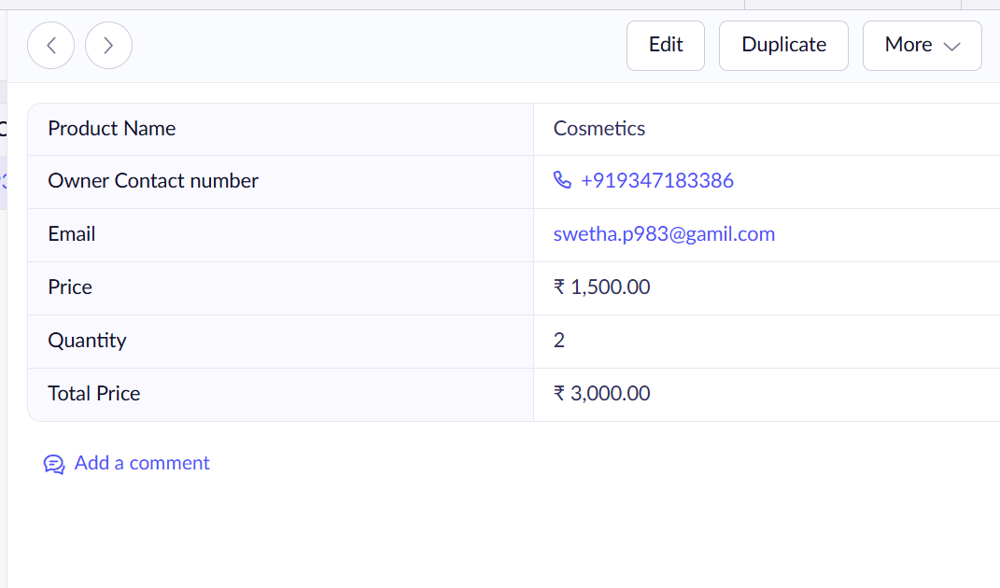 Edit Duplicate More
Product Name Cosmetics
Owner Contact number +919347183386
Email swetha.p983@gamil.com
Price ₹ 1,500.00
Quantity 2
Total Price ₹ 3,000.00
Add a comment